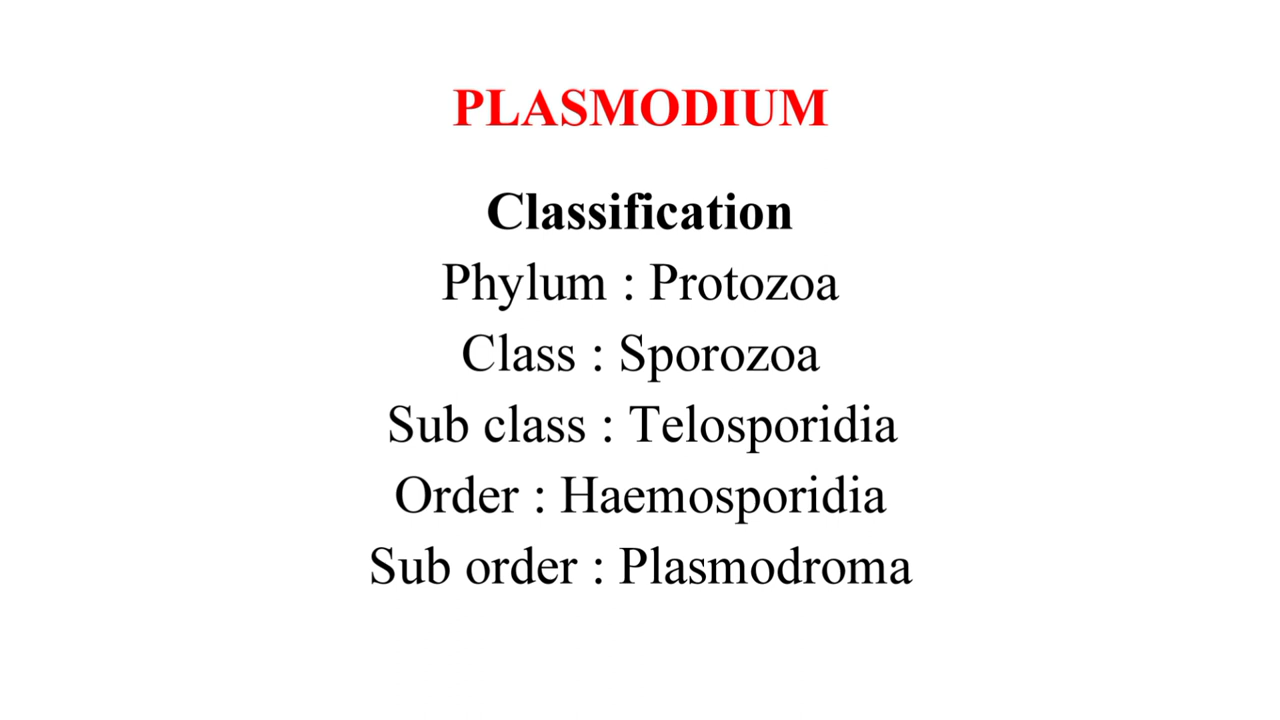 PLASMODIUM
Classification
Phylum : Protozoa
Class : Sporozoa
Sub class : Telosporidia
Order : Haemosporidia
Sub order : Plasmodroma